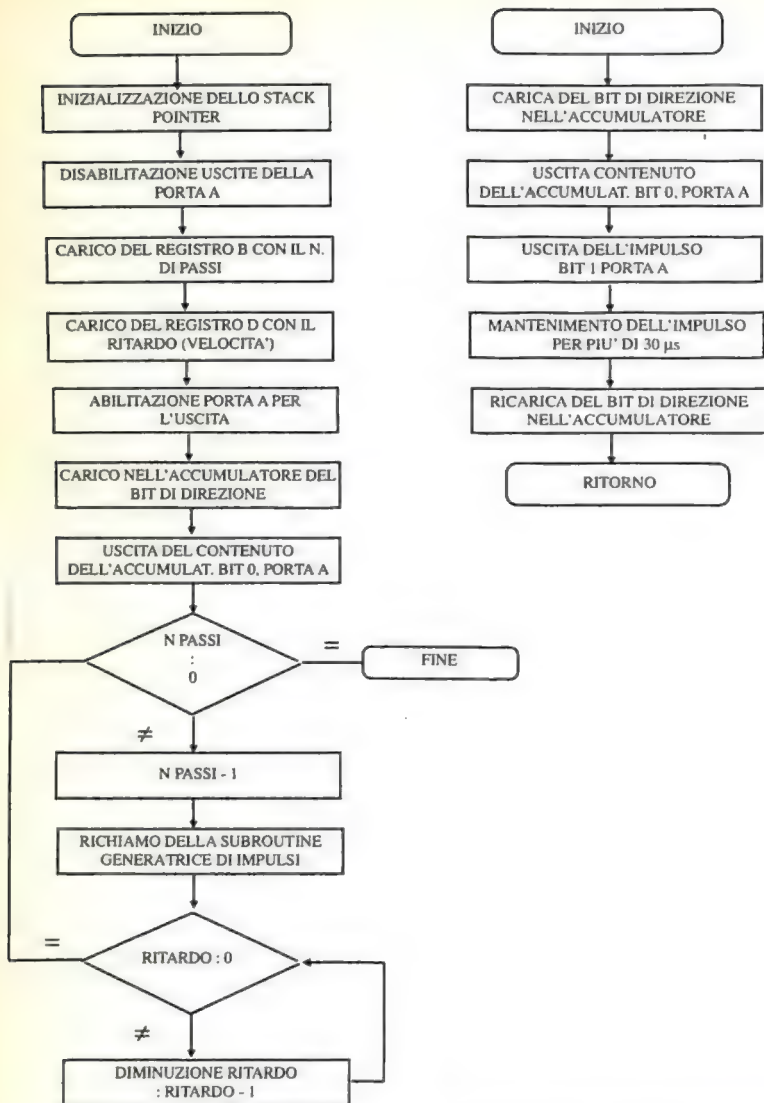 INIZIO
INIZIALIZZAZIONE DELLO STACK
POINTER
DISABILITAZIONE USCITE DELLA
PORTA A
CARICO DEL REGISTRO B CON IL N.
DI PASSI
CARICO DEL REGISTRO D CON IL
RITARDO (VELOCITA')
ABILITAZIONE PORTA A PER
L'USCITA
CARICO NELL'ACCUMULATORE DEL
BIT DI DIREZIONE
USCITA DEL CONTENUTO
DELL'ACCUMULAT. BIT 0, PORTA A
N PASSI
:
0
=
FINE
≠
N PASSI - 1
RICHIAMO DELLA SUBROUTINE
GENERATRICE DI IMPULSI
=
RITARDO : 0
≠
DIMINUZIONE RITARDO
: RITARDO - 1
INIZIO
CARICA DEL BIT DI DIREZIONE
NELL'ACCUMULATORE
USCITA CONTENUTO
DELL'ACCUMULAT. BIT 0, PORTA A
USCITA DELL'IMPULSO
BIT 1 PORTA A
MANTENIMENTO DELL'IMPULSO
PER PIU' DI 30 µs
RICARICA DEL BIT DI DIREZIONE
NELL'ACCUMULATORE
RITORNO